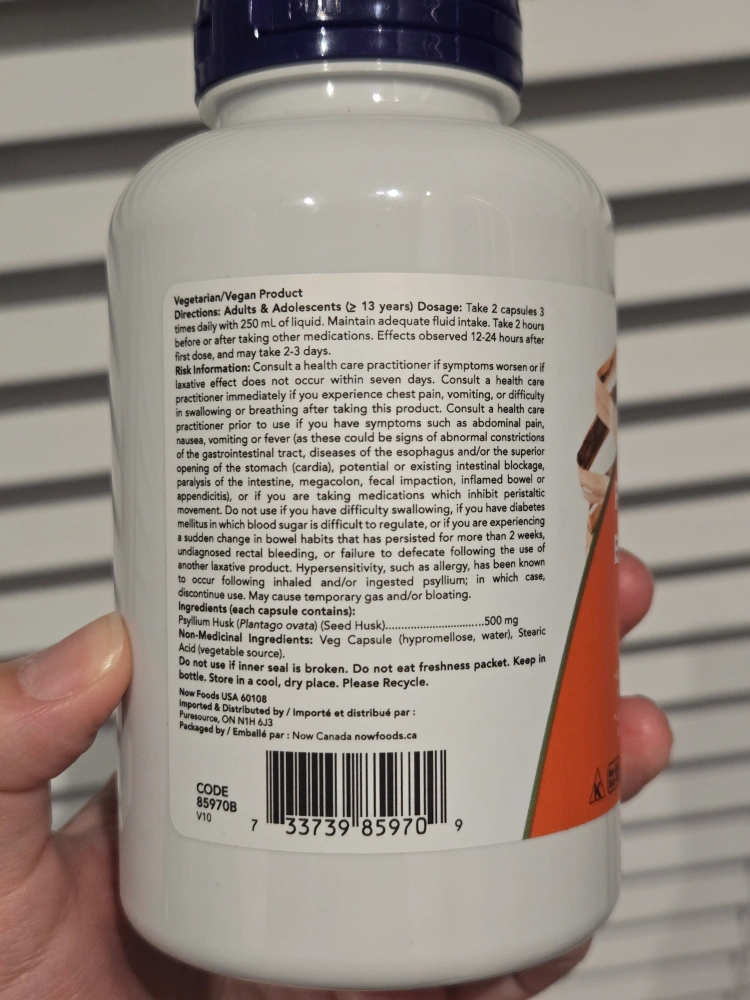 Vegetarian/Vegan Product
Directions: Adults & Adolescents (≥ 13 years) Dosage: Take 2 capsules 3
times daily with 250 mL of liquid. Maintain adequate fluid intake. Take 2 hours
before or after taking other medications. Effects observed 12-24 hours after
first dose, and may take 2-3 days.
Risk Information: Consult a health care practitioner if symptoms worsen or if
laxative effect does not occur within seven days. Consult a health care
practitioner immediately if you experience chest pain, vomiting, or difficulty
in swallowing or breathing after taking this product. Consult a health care
practitioner prior to use if you have symptoms such as abdominal pain,
nausea, vomiting or fever (as these could be signs of abnormal constrictions
of the gastrointestinal tract, diseases of the esophagus and/or the superior
opening of the stomach (cardia), potential or existing intestinal blockage,
paralysis of the intestine, megacolon, fecal impaction, inflamed bowel or
appendicitis), or if you are taking medications which inhibit peristaltic
movement. Do not use if you have difficulty swallowing, if you have diabetes
mellitus in which blood sugar is difficult to regulate, or if you are experiencing
a sudden change in bowel habits that has persisted for more than 2 weeks,
undiagnosed rectal bleeding, or failure to defecate following the use of
another laxative product. Hypersensitivity, such as allergy, has been known
to occur following inhaled and/or ingested psyllium; in which case,
discontinue use. May cause temporary gas and/or bloating.
Ingredients (each capsule contains):
Psyllium Husk (Plantago ovata) (Seed Husk)..............................500 mg
Non-Medicinal Ingredients: Veg Capsule (hypromellose, water), Stearic
Acid (vegetable source).
Do not use if inner seal is broken. Do not eat freshness packet. Keep in
bottle. Store in a cool, dry place. Please Recycle.
Now Foods USA 60108
Imported & Distributed by / Importé et distribué par :
Puresource, ON N1H 6J3
Packaged by / Emballé par : Now Canada nowfoods.ca
CODE
85970B
V10
7 33739 85970 9
K